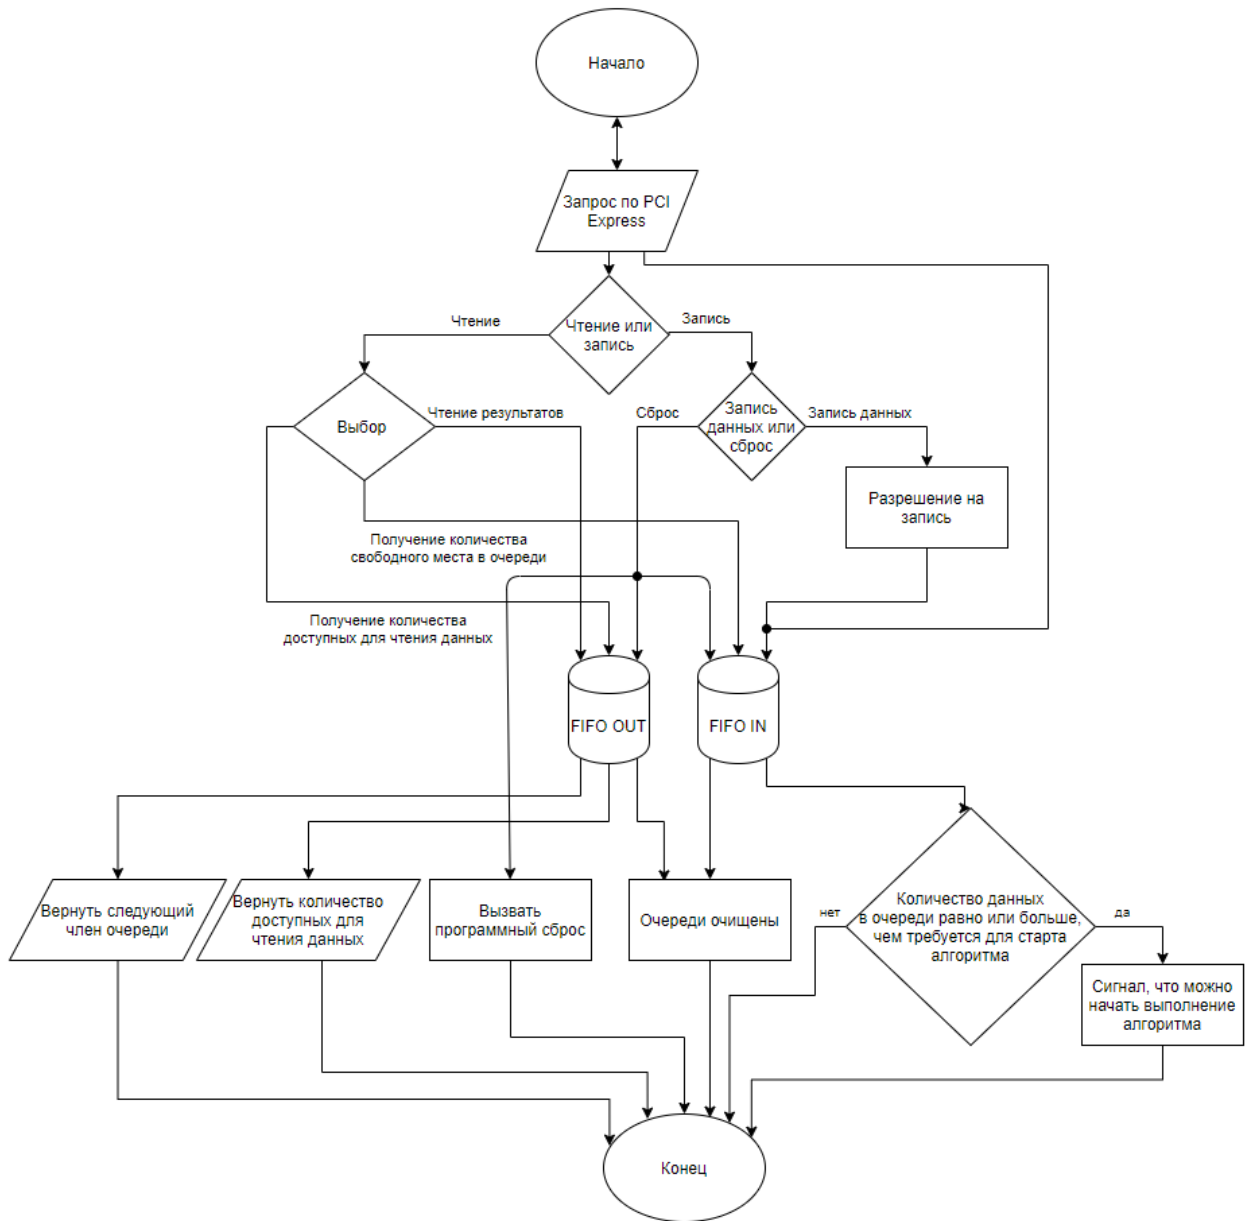 Начало
Запрос по PCI
Express
Чтение
Чтение или
запись
Запись
Выбор
Чтение результатов
Сброс
Запись
данных или
сброс
Запись данных
Разрешение на
запись
Получение количества
свободного места в очереди
Получение количества
доступных для чтения данных
FIFO OUT
FIFO IN
Вернуть следующий
член очереди
Вернуть количество
доступных для
чтения данных
Вызвать
программный сброс
Очереди очищены
нет
Количество данных
в очереди равно или больше,
чем требуется для старта
алгоритма
да
Сигнал, что можно
начать выполнение
алгоритма
Конец